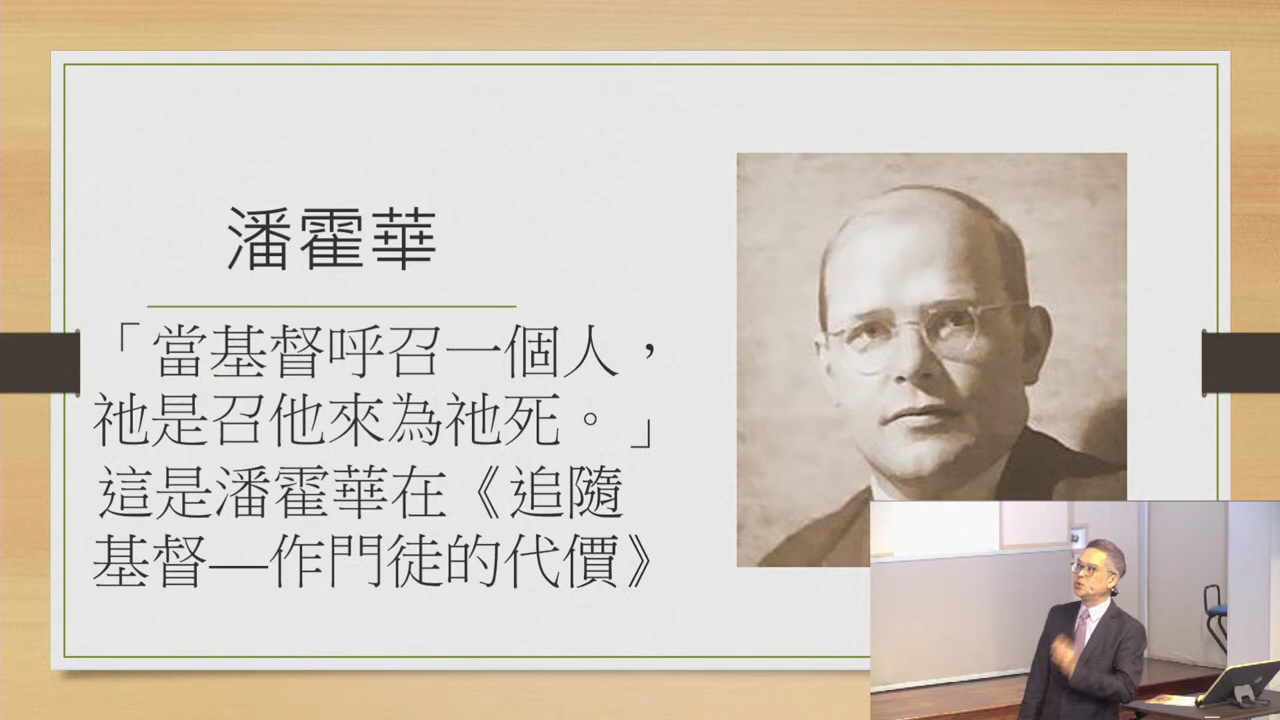 潘霍華
「當基督呼召一個人，
祂是召他來為祂死。」
這是潘霍華在《追隨
基督—作門徒的代價》